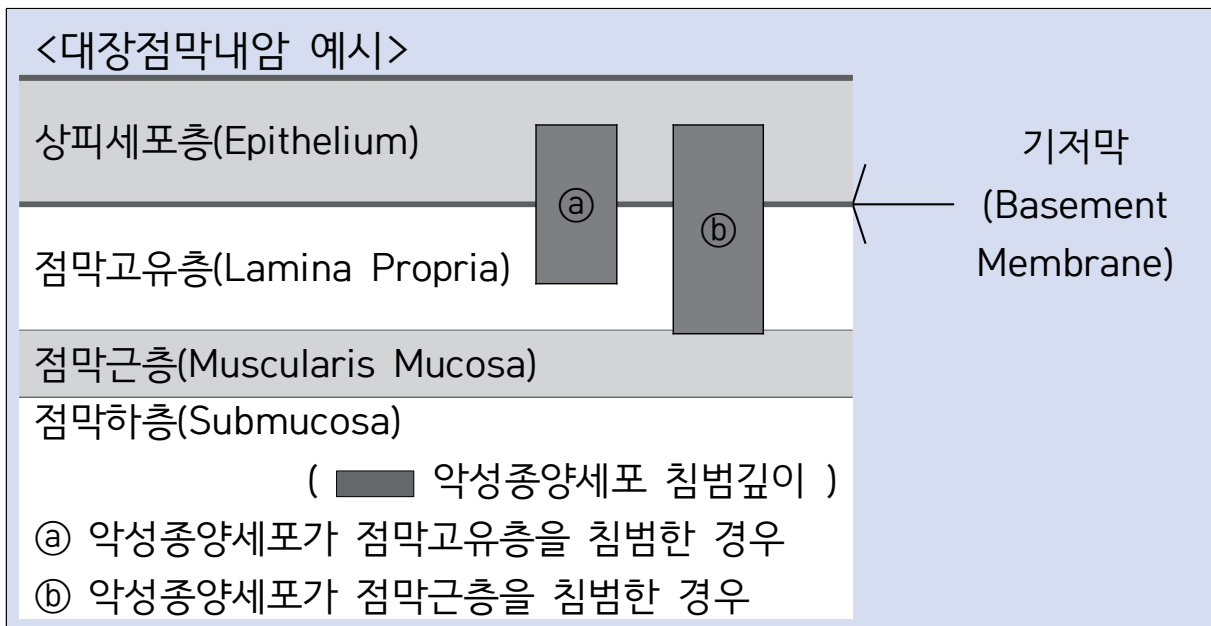 <대장점막내암 예시>
상피세포층(Epithelium)
기저막
(Basement
Membrane)
ⓐ
ⓑ
점막고유층(Lamina Propria)
점막근층(Muscularis Mucosa)
점막하층(Submucosa)
( 악성종양세포 침범깊이 )
ⓐ 악성종양세포가 점막고유층을 침범한 경우
ⓑ 악성종양세포가 점막근층을 침범한 경우